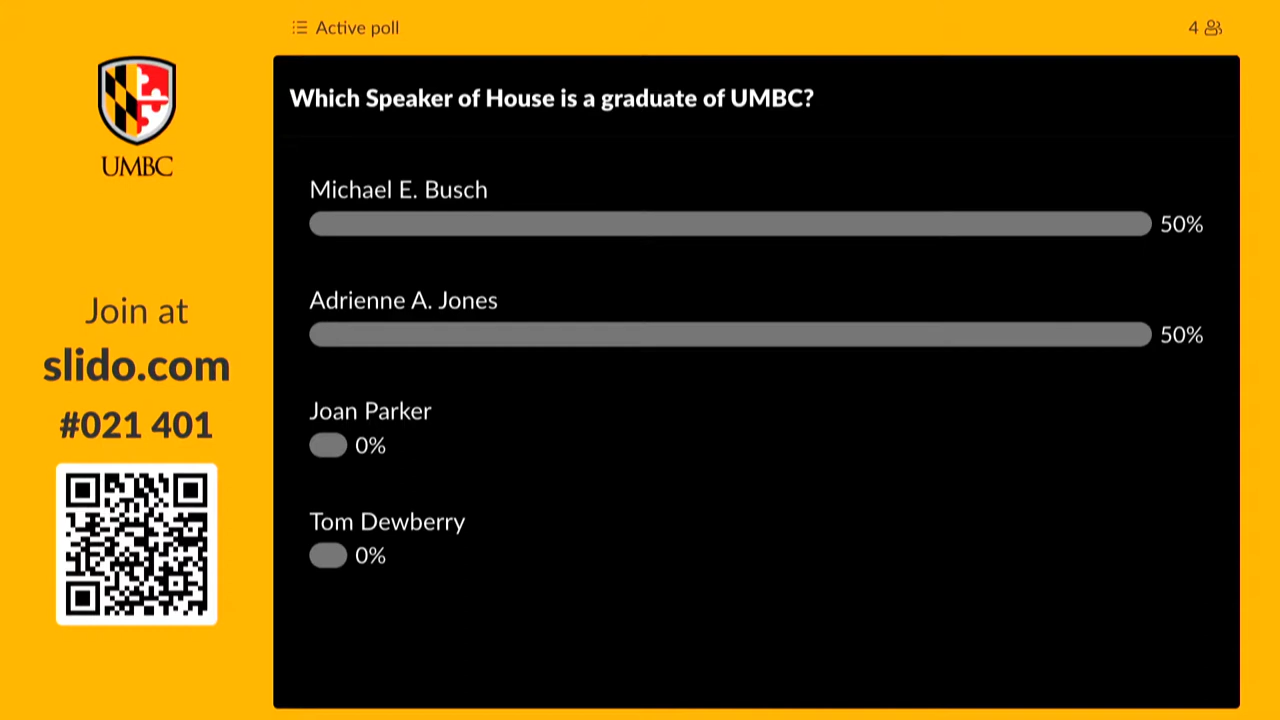 Active poll
4
UMBC
Join at
slido.com
#021 401
Which Speaker of House is a graduate of UMBC?
Michael E. Busch
50%
Adrienne A. Jones
50%
Joan Parker
0%
Tom Dewberry
0%